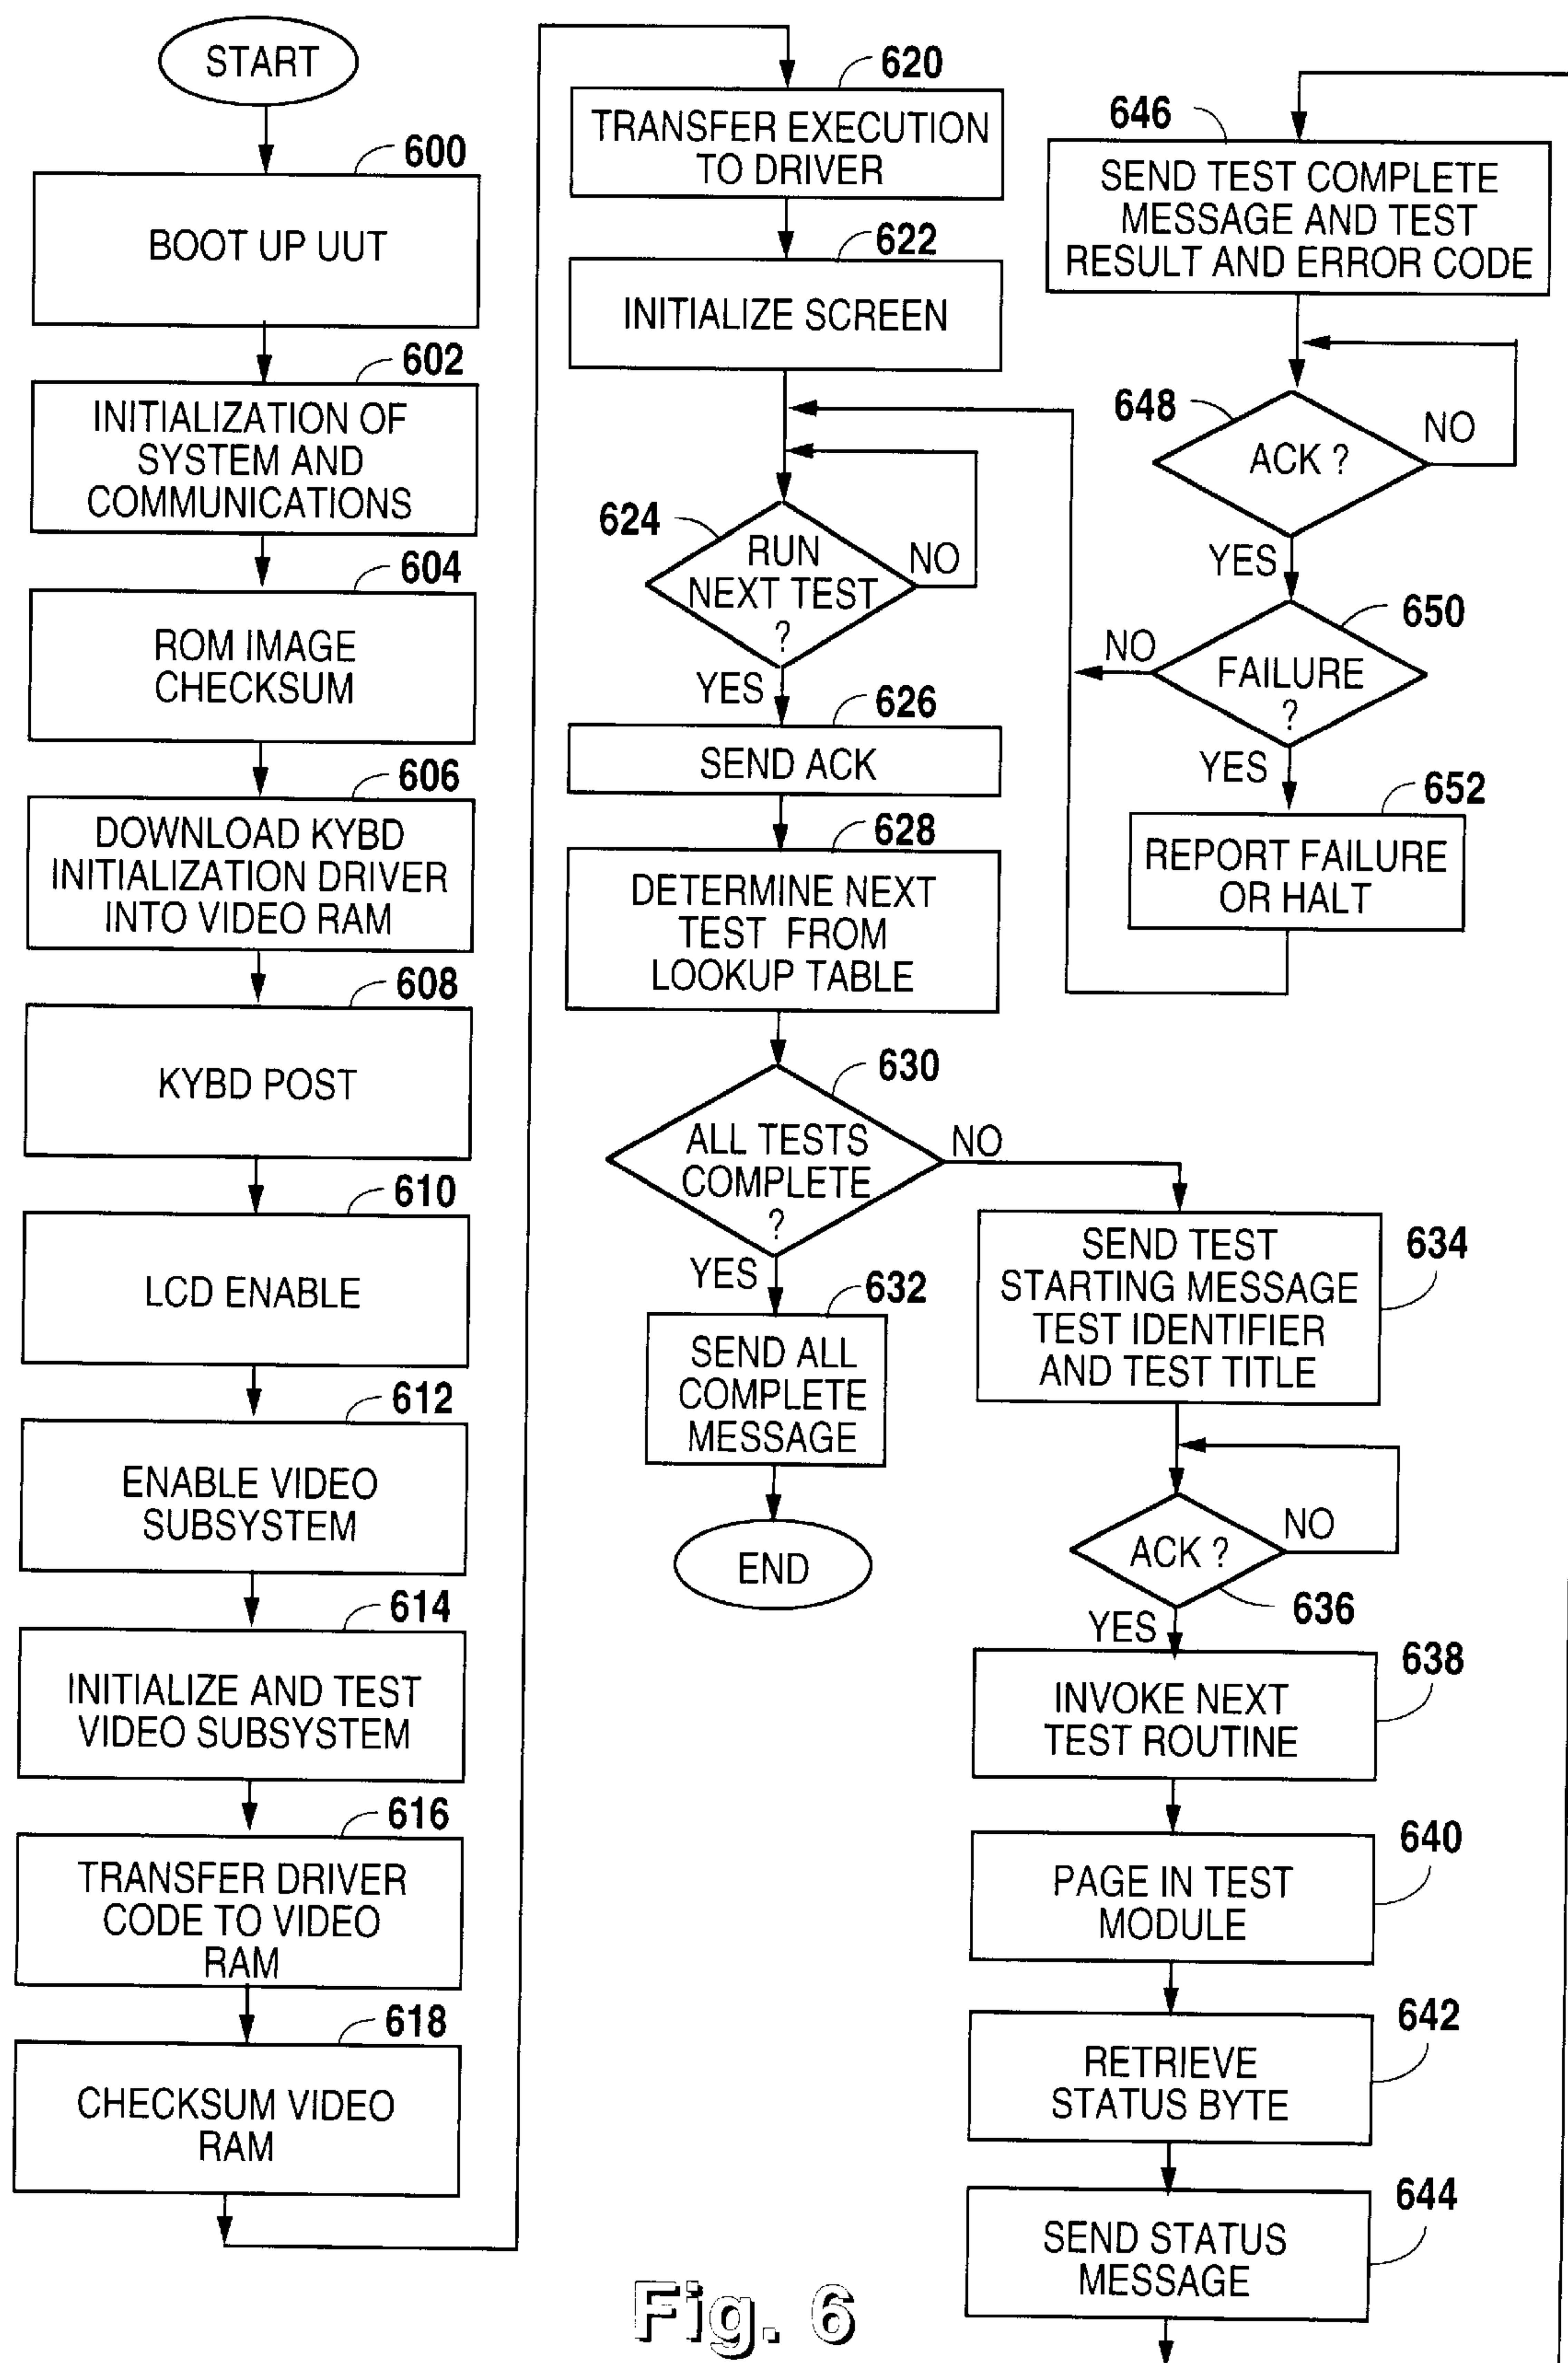 START
600
BOOT UP UUT
602
INITIALIZATION OF
SYSTEM AND
COMMUNICATIONS
604
ROM IMAGE
CHECKSUM
606
DOWNLOAD KYBD
INITIALIZATION DRIVER
INTO VIDEO RAM
608
KYBD POST
610
LCD ENABLE
612
ENABLE VIDEO
SUBSYSTEM
614
INITIALIZE AND TEST
VIDEO SUBSYSTEM
616
TRANSFER DRIVER
CODE TO VIDEO
RAM
618
CHECKSUM VIDEO
RAM
620
TRANSFER EXECUTION
TO DRIVER
622
INITIALIZE SCREEN
624
RUN
NEXT TEST
?
NO
YES
626
SEND ACK
628
DETERMINE NEXT
TEST FROM
LOOKUP TABLE
630
ALL TESTS
COMPLETE
?
NO
YES
632
SEND ALL
COMPLETE
MESSAGE
END
634
SEND TEST
STARTING MESSAGE
TEST IDENTIFIER
AND TEST TITLE
ACK ?
NO
636
YES
638
INVOKE NEXT
TEST ROUTINE
640
PAGE IN TEST
MODULE
642
RETRIEVE
STATUS BYTE
644
SEND STATUS
MESSAGE
646
SEND TEST COMPLETE
MESSAGE AND TEST
RESULT AND ERROR CODE
648
ACK ?
NO
YES
650
FAILURE
?
NO
YES
652
REPORT FAILURE
OR HALT
Fig. 6